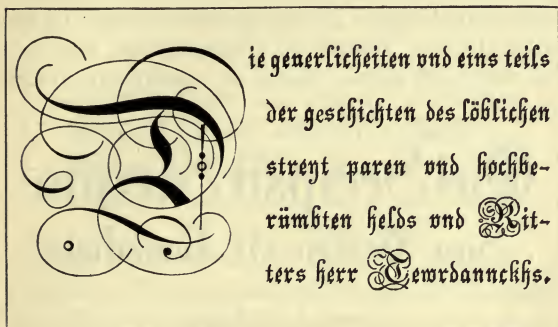 Die geuerlicheiten vnd eins teils
der geschichten des löblichen
streyt paren vnd hochbe-
rümbten helds vnd Rit-
ters herr Tewrdannckhs.